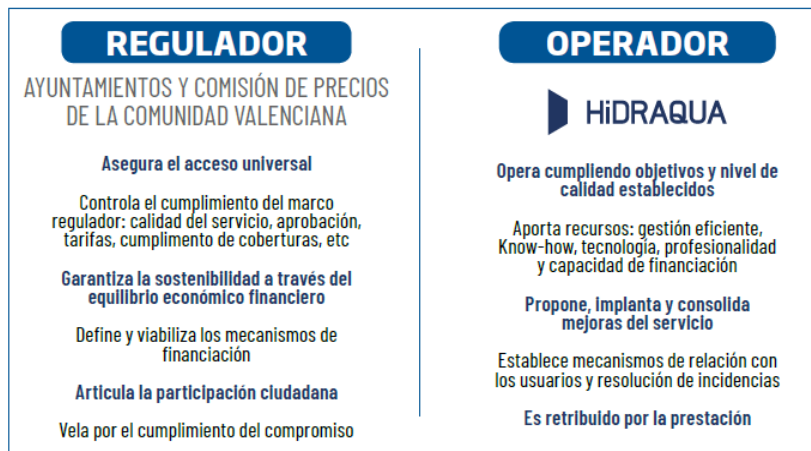 REGULADOR
AYUNTAMIENTOS Y COMISIÓN DE PRECIOS
DE LA COMUNIDAD VALENCIANA
Asegura el acceso universal
Controla el cumplimiento del marco
regulador: calidad del servicio, aprobación,
tarifas, cumplimento de coberturas, etc
Garantiza la sostenibilidad a través del
equilibrio económico financiero
Define y viabiliza los mecanismos de
financiación
Articula la participación ciudadana
Vela por el cumplimiento del compromiso
OPERADOR
HiDRAQUA
Opera cumpliendo objetivos y nivel de
calidad establecidos
Aporta recursos: gestión eficiente,
Know-how, tecnología, profesionalidad
y capacidad de financiación
Propone, implanta y consolida
mejoras del servicio
Establece mecanismos de relación con
los usuarios y resolución de incidencias
Es retribuido por la prestación